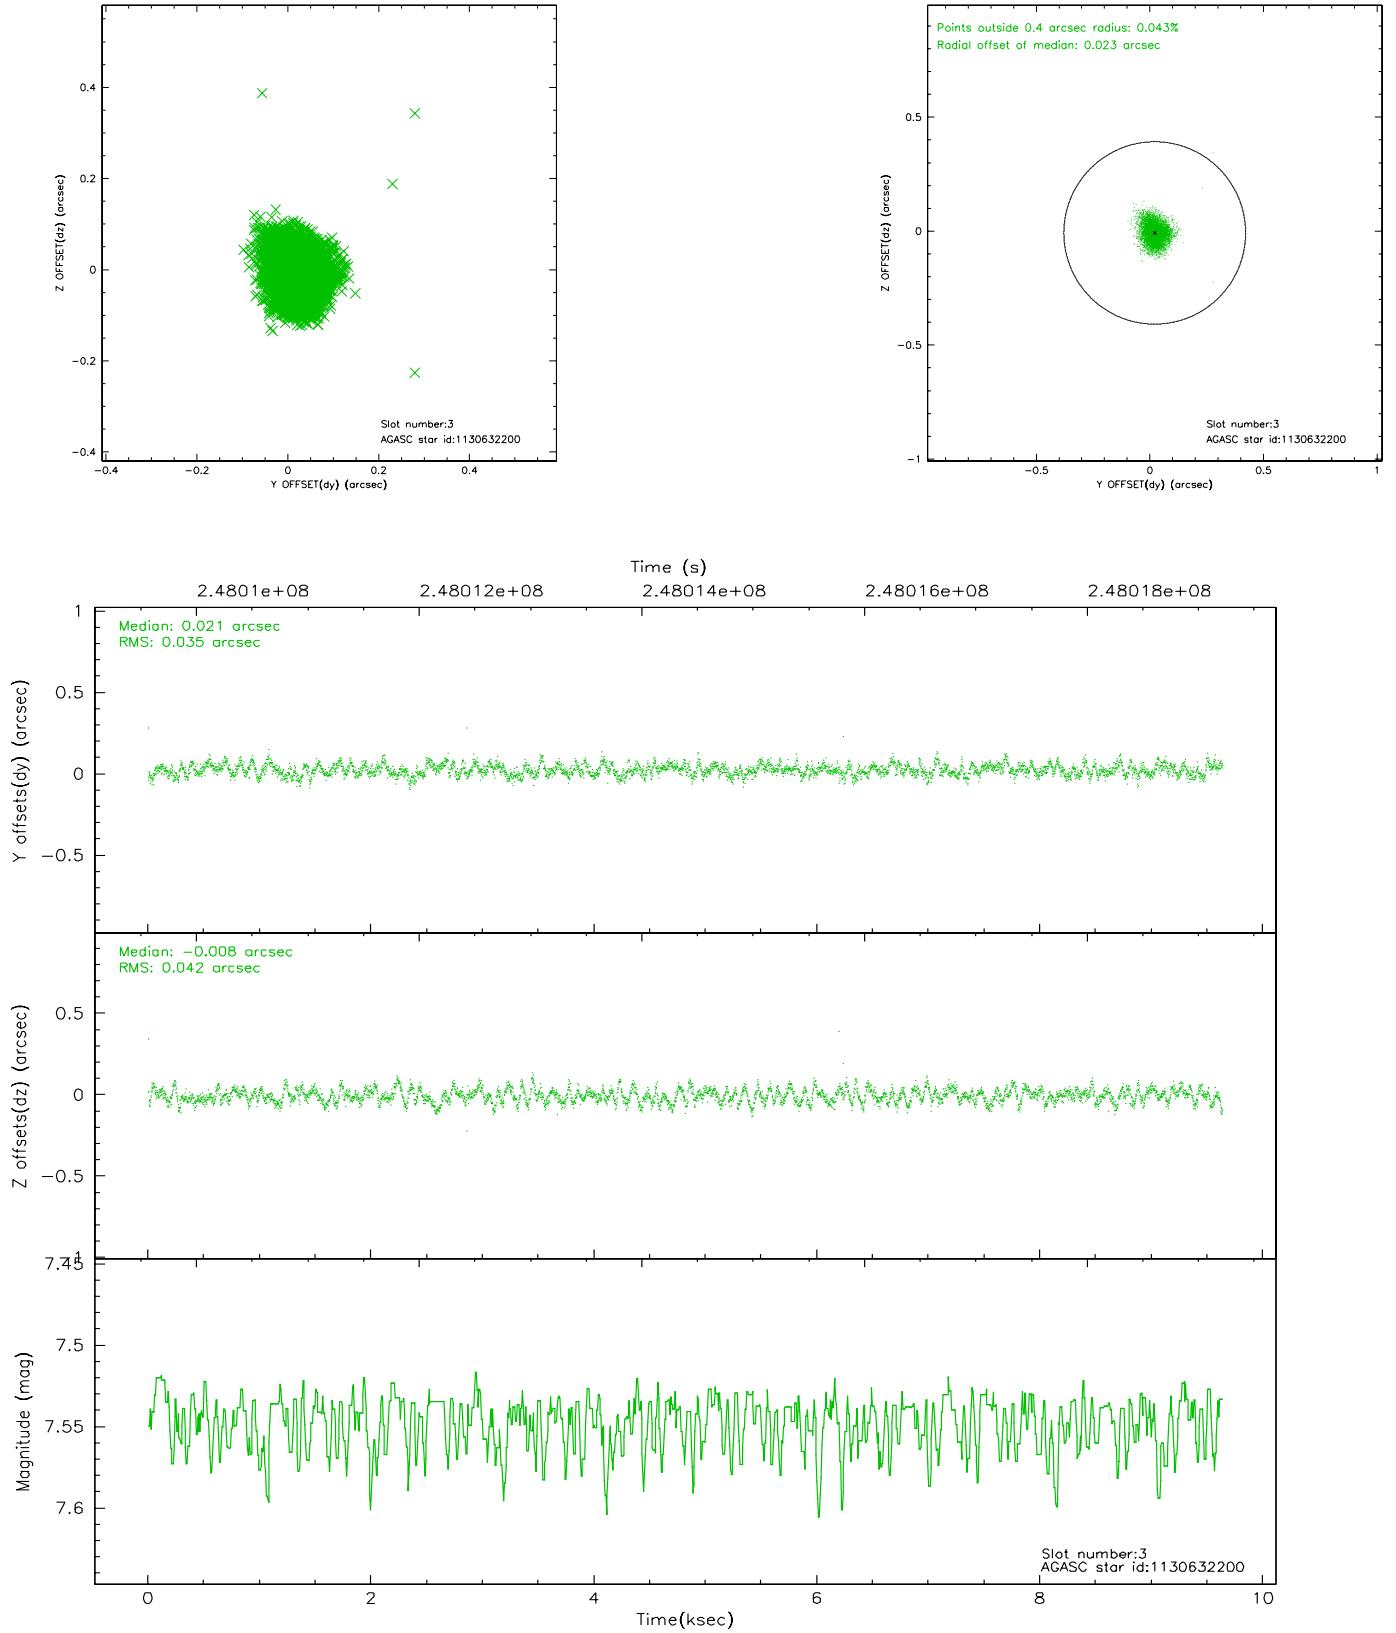 0.4
0.2
0
−0.2
−0.4
Z OFFSET(dz) (arcsec)
Slot number:3
AGASC star id:1130632200
−0.4 −0.2 0 0.2 0.4
Y OFFSET(dy) (arcsec)
Points outside 0.4 arcsec radius: 0.043%
Radial offset of median: 0.023 arcsec
0.5
0
−0.5
−1
Z OFFSET(dz) (arcsec)
Slot number:3
AGASC star id:1130632200
−0.5 0 0.5 1
Y OFFSET(dy) (arcsec)
Time (s)
2.4801e+08 2.48012e+08 2.48014e+08 2.48016e+08 2.48018e+08
Median: 0.021 arcsec
RMS: 0.035 arcsec
1
0.5
0
−0.5
Y offsets(dy) (arcsec)
Median: −0.008 arcsec
RMS: 0.042 arcsec
0.5
0
−0.5
Z offsets(dz) (arcsec)
7.45
7.5
7.55
7.6
Magnitude (mag)
Slot number:3
AGASC star id:1130632200
0 2 4 6 8 10
Time(ksec)